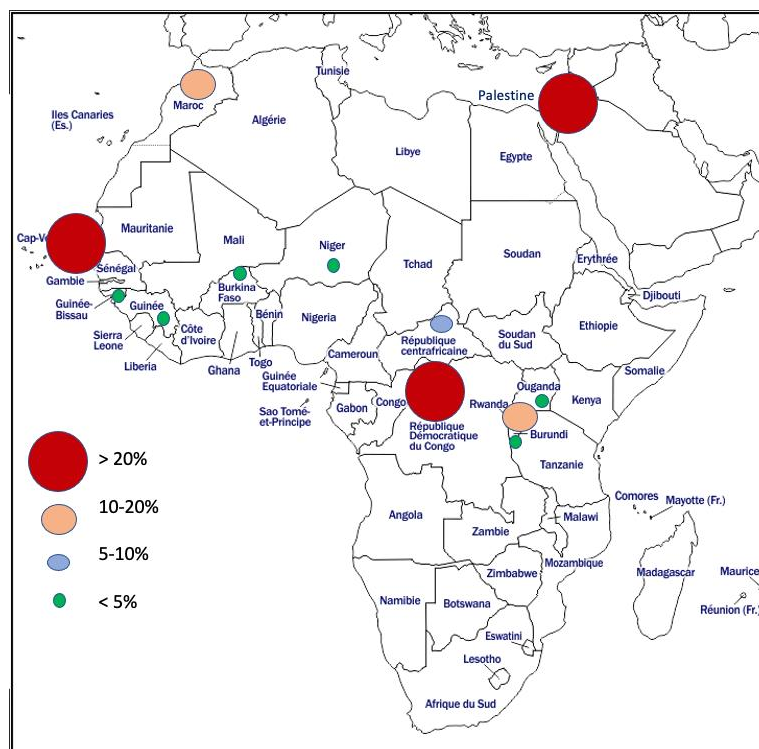 Tunisie
Palestine
Maroc
Iles Canaries
(Es.)
Algérie
Libye
Egypte
Cap-V
Mauritanie
Mali
Niger
Tchad
Soudan
Erythrée
Sénégal
Gambie
Djibouti
Guinée-
Bissau
Guinée
Burkina
Faso
Bénin
Nigeria
Sierra
Leone
Côte
d'Ivoire
Liberia
Ghana
Togo
République
centrafricaine
Soudan
du Sud
Ethiopie
Cameroun
Somalie
Guinée
Equatoriale
Ouganda
Kenya
Sao Tomé-
et-Principe
Gabon
Congo
Rwanda
République
Démocratique
du Congo
Burundi
Tanzanie
> 20%
10-20%
5-10%
< 5%
Comores
Mayotte (Fr.)
Angola
Zambie
Malawi
Mozambique
Zimbabwe
Madagascar
Maurice
Réunion (Fr.)
Namibie
Botswana
Eswatini
Lesotho
Afrique du Sud